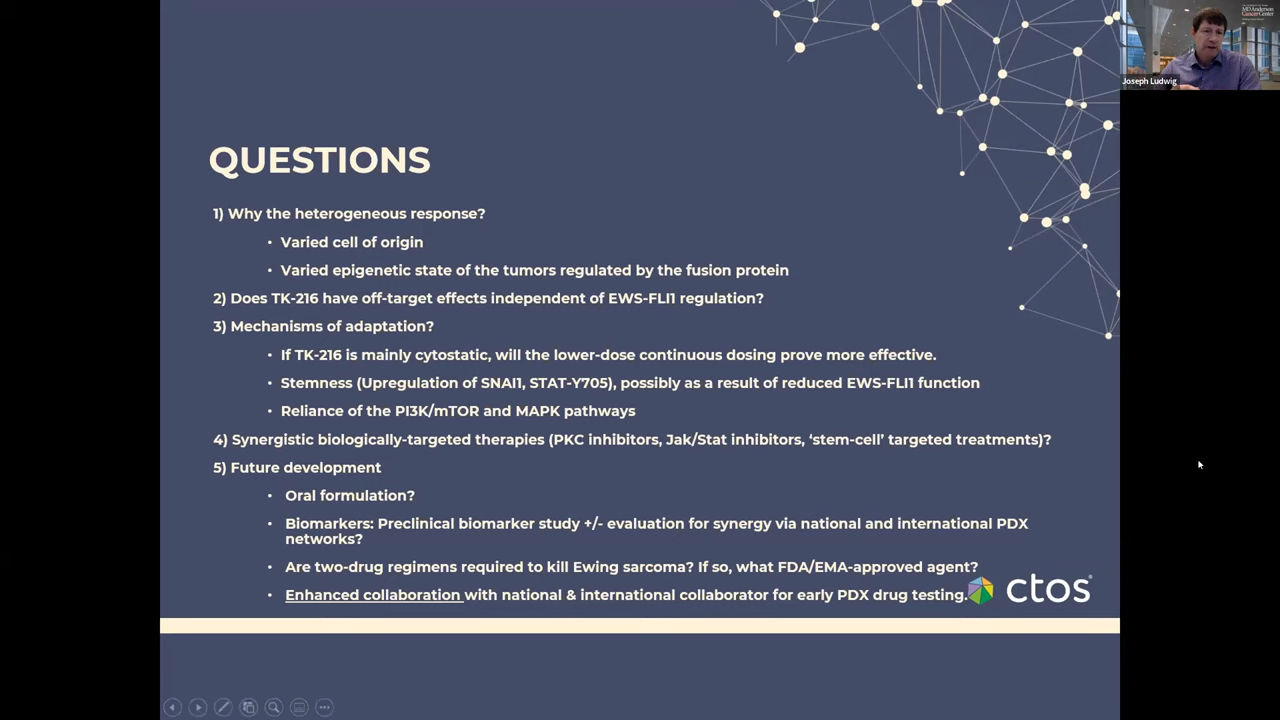 MD Anderson
Cancer Center
Joseph Ludwig
QUESTIONS
1) Why the heterogeneous response?
• Varied cell of origin
• Varied epigenetic state of the tumors regulated by the fusion protein
2) Does TK-216 have off-target effects independent of EWS-FLI1 regulation?
3) Mechanisms of adaptation?
• If TK-216 is mainly cytostatic, will the lower-dose continuous dosing prove more effective.
• Stemness (Upregulation of SNAI1, STAT-Y705), possibly as a result of reduced EWS-FLI1 function
• Reliance of the PI3K/mTOR and MAPK pathways
4) Synergistic biologically-targeted therapies (PKC inhibitors, Jak/Stat inhibitors, ‘stem-cell’ targeted treatments)?
5) Future development
• Oral formulation?
• Biomarkers: Preclinical biomarker study +/- evaluation for synergy via national and international PDX
networks?
• Are two-drug regimens required to kill Ewing sarcoma? If so, what FDA/EMA-approved agent?
• Enhanced collaboration with national & international collaborator for early PDX drug testing.
ctos